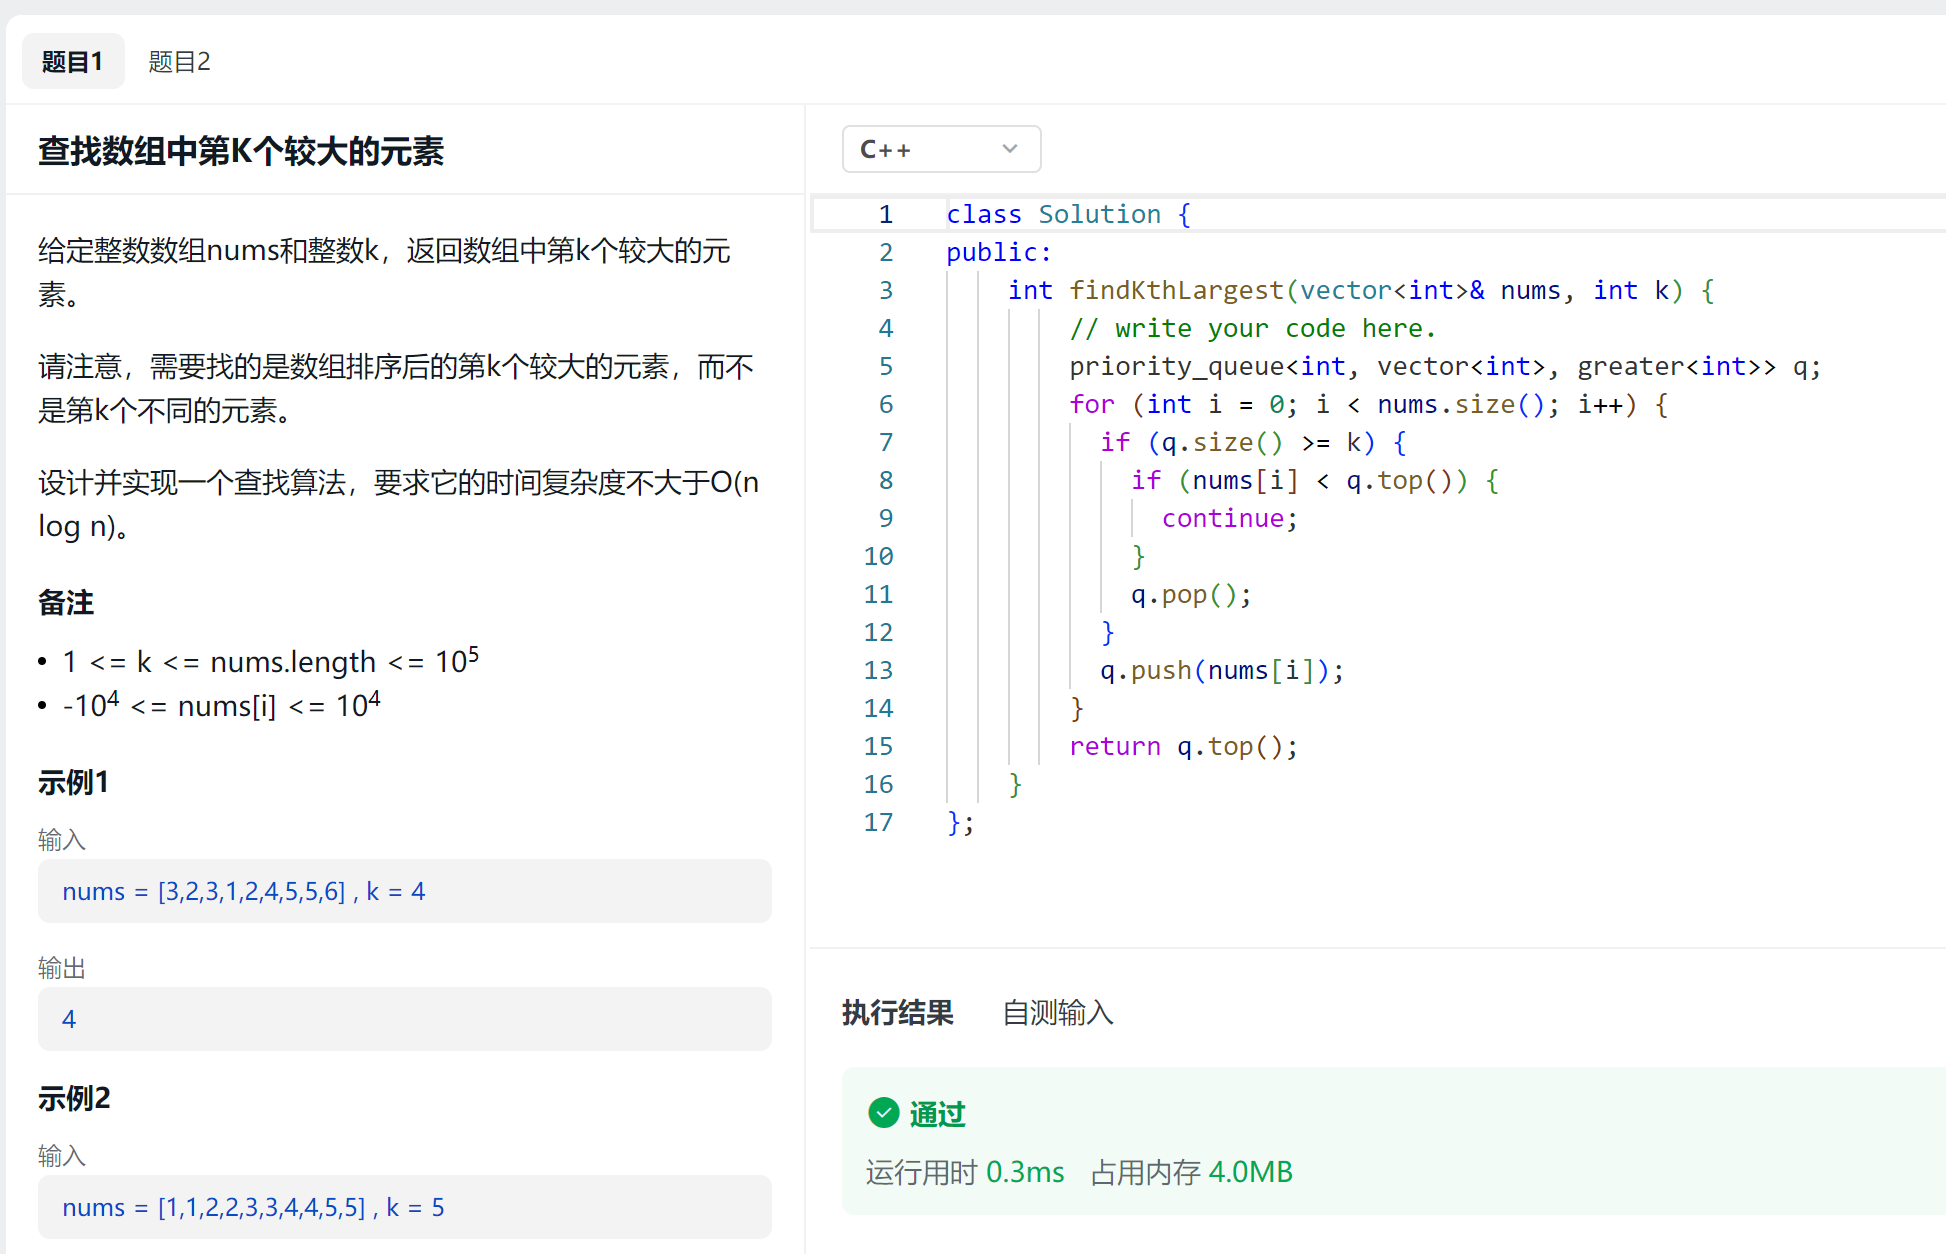 题目1 题目2
查找数组中第K个较大的元素
给定整数数组nums和整数k，返回数组中第k个较大的元
素。
请注意，需要找的是数组排序后的第k个较大的元素，而不
是第k个不同的元素。
设计并实现一个查找算法，要求它的时间复杂度不大于O(n
log n)。
备注
• 1 <= k <= nums.length <= 10⁵
• -10⁴ <= nums[i] <= 10⁴
示例1
输入
nums = [3,2,3,1,2,4,5,5,6] , k = 4
输出
4
示例2
输入
nums = [1,1,2,2,3,3,4,4,5,5] , k = 5
C++
1 class Solution {
2 public:
3     int findKthLargest(vector<int>& nums, int k) {
4         // write your code here.
5         priority_queue<int, vector<int>, greater<int>> q;
6         for (int i = 0; i < nums.size(); i++) {
7           if (q.size() >= k) {
8             if (nums[i] < q.top()) {
9               continue;
10             }
11             q.pop();
12           }
13           q.push(nums[i]);
14         }
15         return q.top();
16     }
17 };
执行结果 自测输入
通过
运行用时 0.3ms 占用内存 4.0MB